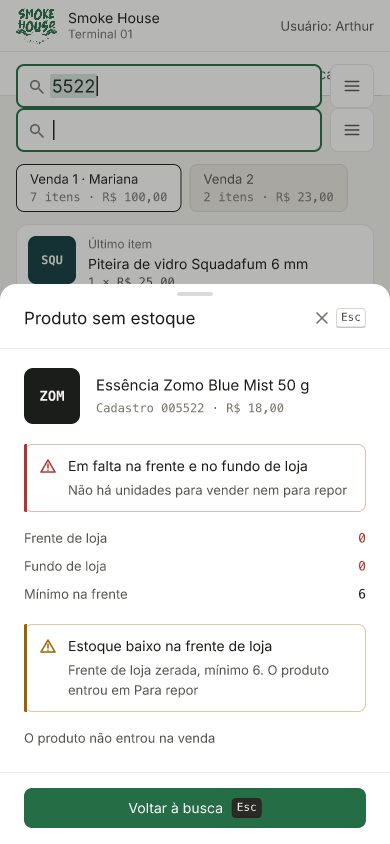 SMOKE
HOUSE
Smoke House
Terminal 01
Usuário: Arthur
5522
Venda 1 · Mariana
7 itens · R$ 100,00
Venda 2
2 itens · R$ 23,00
SQU
Último item
Piteira de vidro Squadafum 6 mm
1 × R$ 25,00
Produto sem estoque
Esc
ZOM
Essência Zomo Blue Mist 50 g
Cadastro 005522 · R$ 18,00
Em falta na frente e no fundo de loja
Não há unidades para vender nem para repor
Frente de loja 0
Fundo de loja 0
Mínimo na frente 6
Estoque baixo na frente de loja
Frente de loja zerada, mínimo 6. O produto
entrou em Para repor
O produto não entrou na venda
Voltar à busca Esc